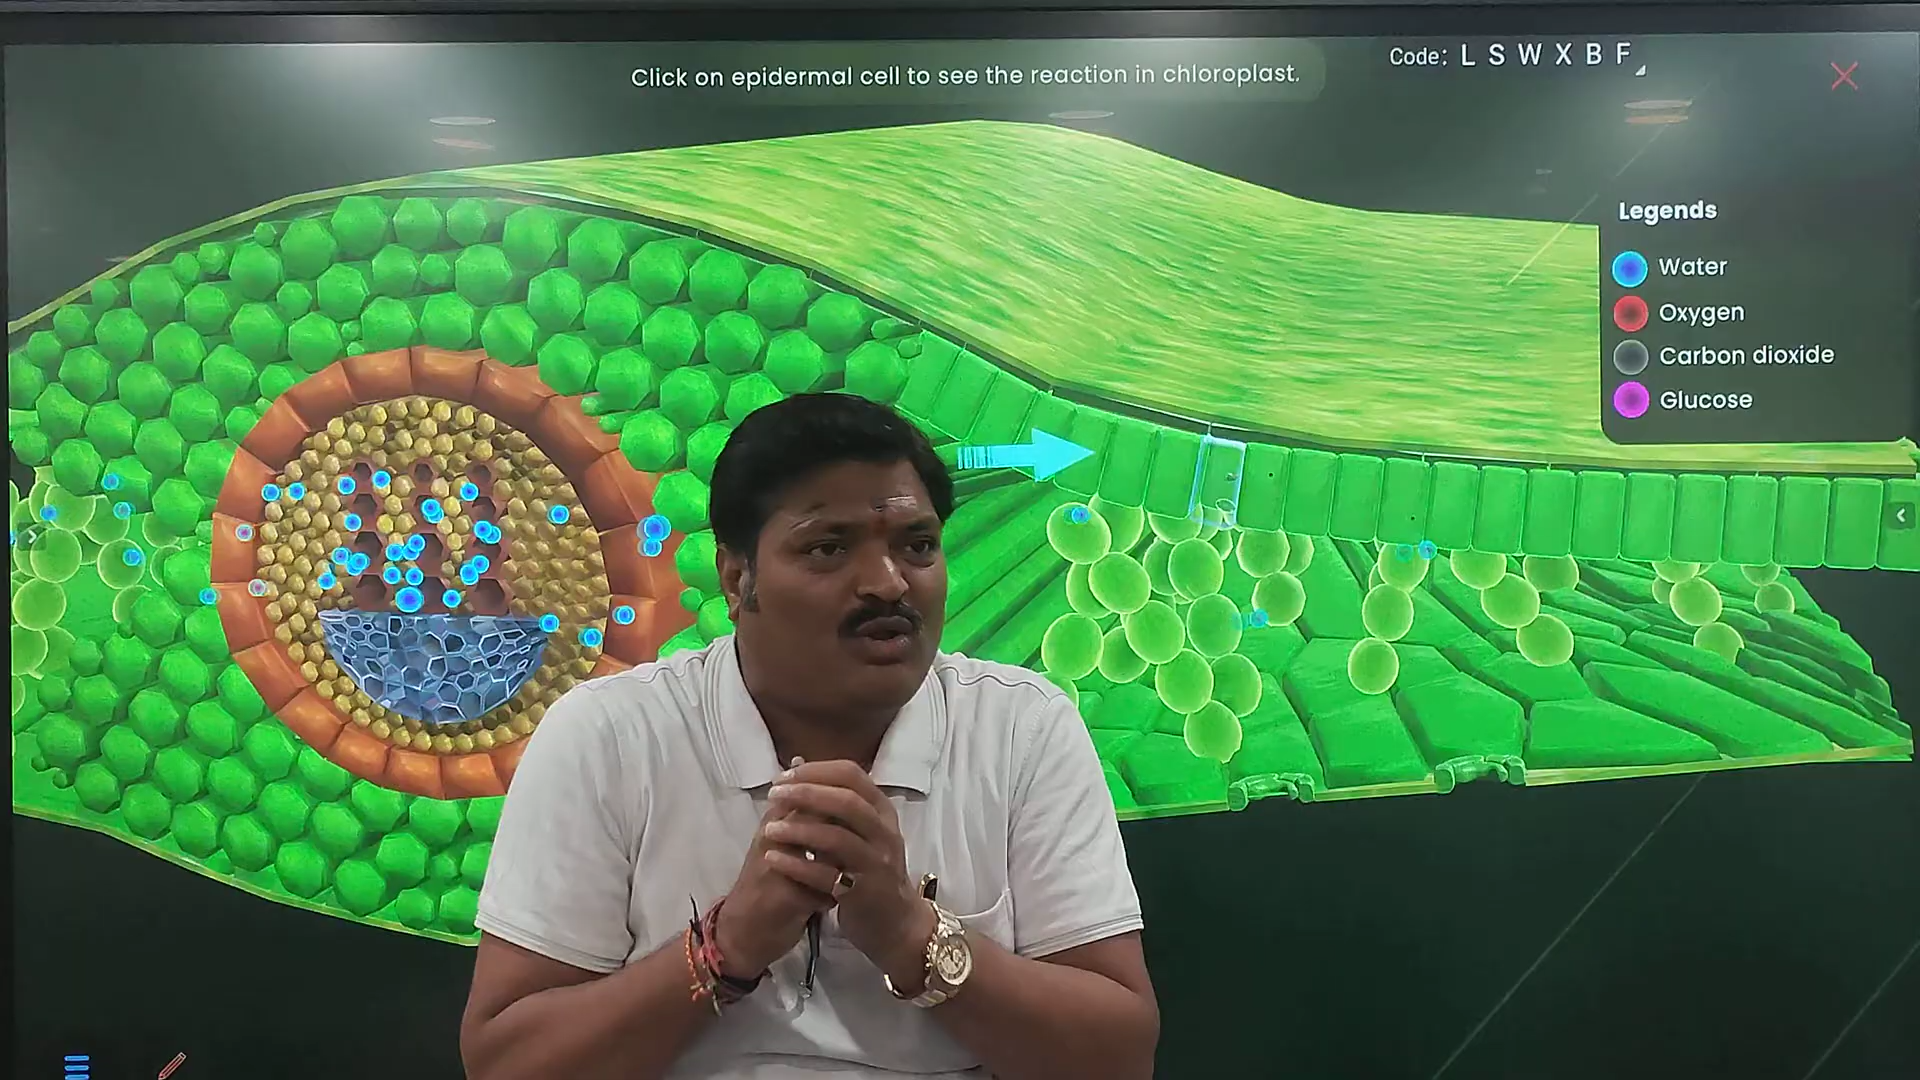 Click on epidermal cell to see the reaction in chloroplast.
Code: L S W X B F
Legends
Water
Oxygen
Carbon dioxide
Glucose